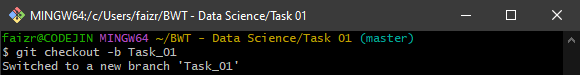 MINGW64:/c/Users/faizr/BWT - Data Science/Task 01
faizr@CODEJIN MINGW64 ~/BWT - Data Science/Task 01 (master)
$ git checkout -b Task_01
Switched to a new branch 'Task_01'